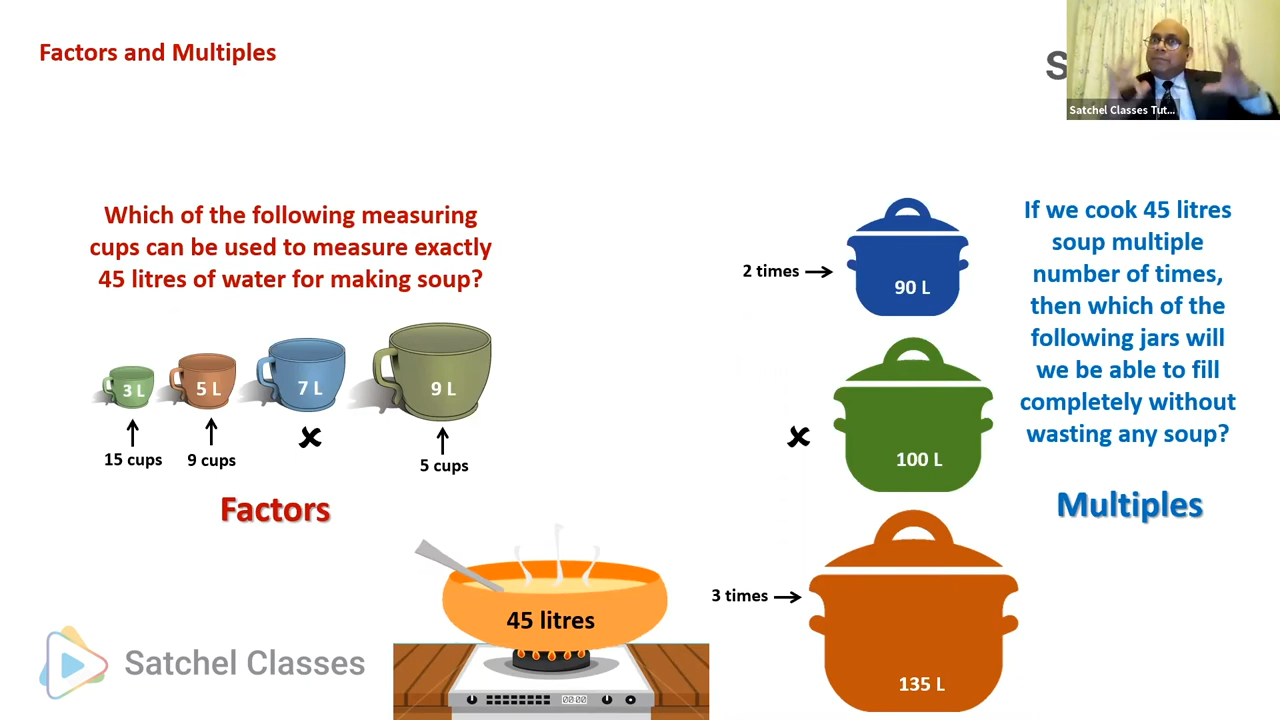 Factors and Multiples
S
Satchel Classes Tut...
Which of the following measuring
cups can be used to measure exactly
45 litres of water for making soup?
3 L
5 L
7 L
9 L
15 cups
9 cups
5 cups
Factors
2 times
90 L
100 L
3 times
135 L
If we cook 45 litres
soup multiple
number of times,
then which of the
following jars will
we be able to fill
completely without
wasting any soup?
Multiples
45 litres
00:00
Satchel Classes